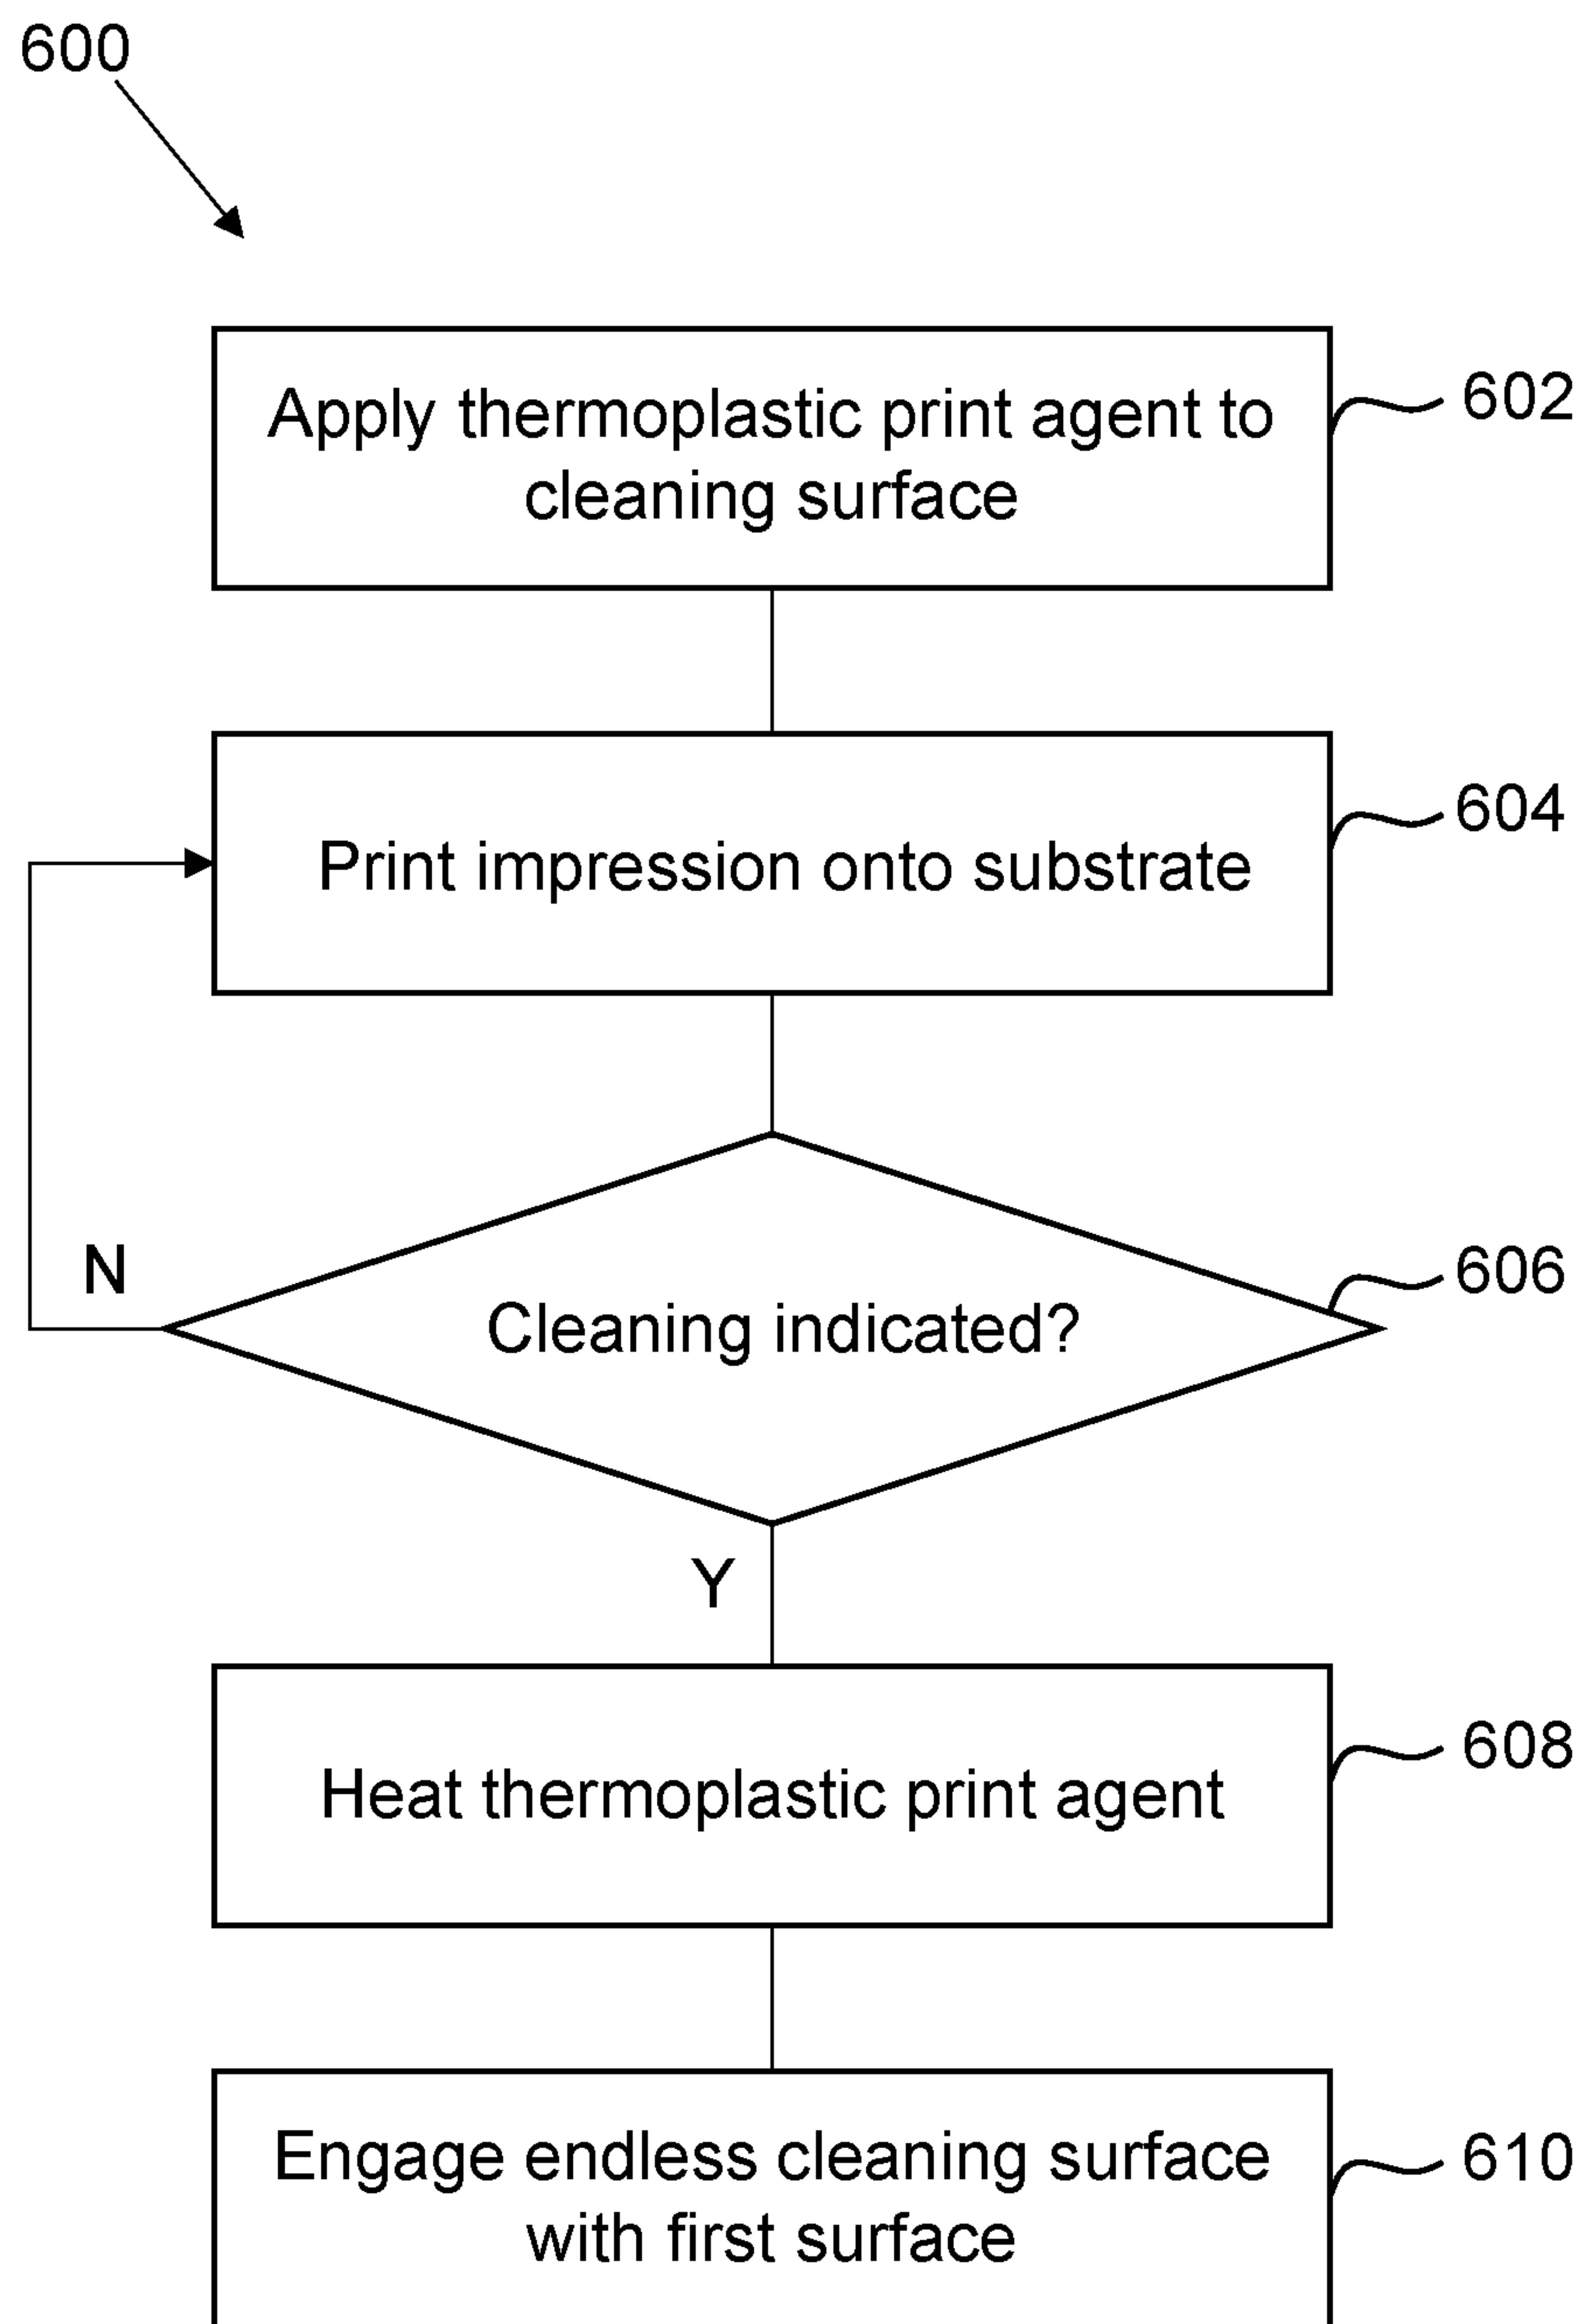 600
Apply thermoplastic print agent to
cleaning surface
602
Print impression onto substrate
604
N
Cleaning indicated?
606
Y
Heat thermoplastic print agent
608
Engage endless cleaning surface
with first surface
610